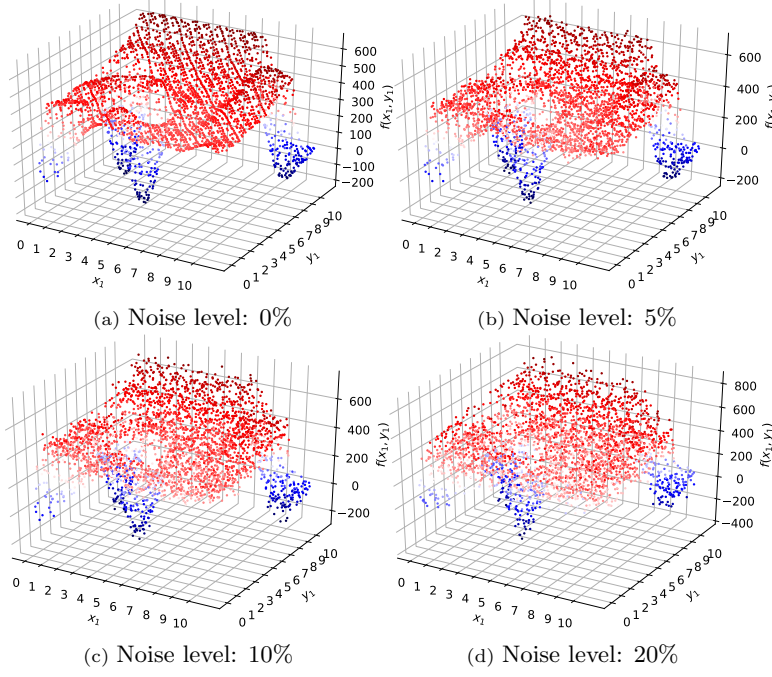 600
500
400
300
200
100
0
−100
−200
f(x₁, y₁)
0 1 2 3 4 5 6 7 8 9 10
x₁
0 1 2 3 4 5 6 7 8 9 10
y₁
(a) Noise level: 0%
600
400
200
0
−200
f(x₁, y₁)
0 1 2 3 4 5 6 7 8 9 10
x₁
0 1 2 3 4 5 6 7 8 9 10
y₁
(b) Noise level: 5%
600
400
200
0
−200
f(x₁, y₁)
0 1 2 3 4 5 6 7 8 9 10
x₁
0 1 2 3 4 5 6 7 8 9 10
y₁
(c) Noise level: 10%
800
600
400
200
0
−200
−400
f(x₁, y₁)
0 1 2 3 4 5 6 7 8 9 10
x₁
0 1 2 3 4 5 6 7 8 9 10
y₁
(d) Noise level: 20%